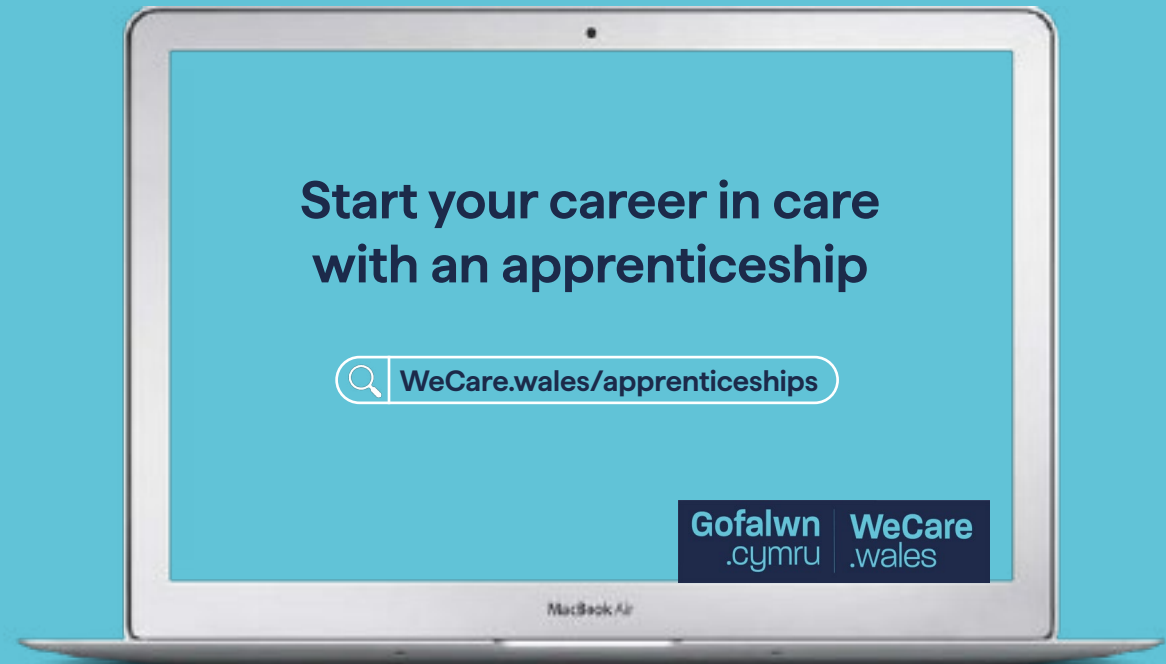 Start your career in care
with an apprenticeship
WeCare.wales/apprenticeships
Gofalwn
.cymru
WeCare
.wales
MacBook Air